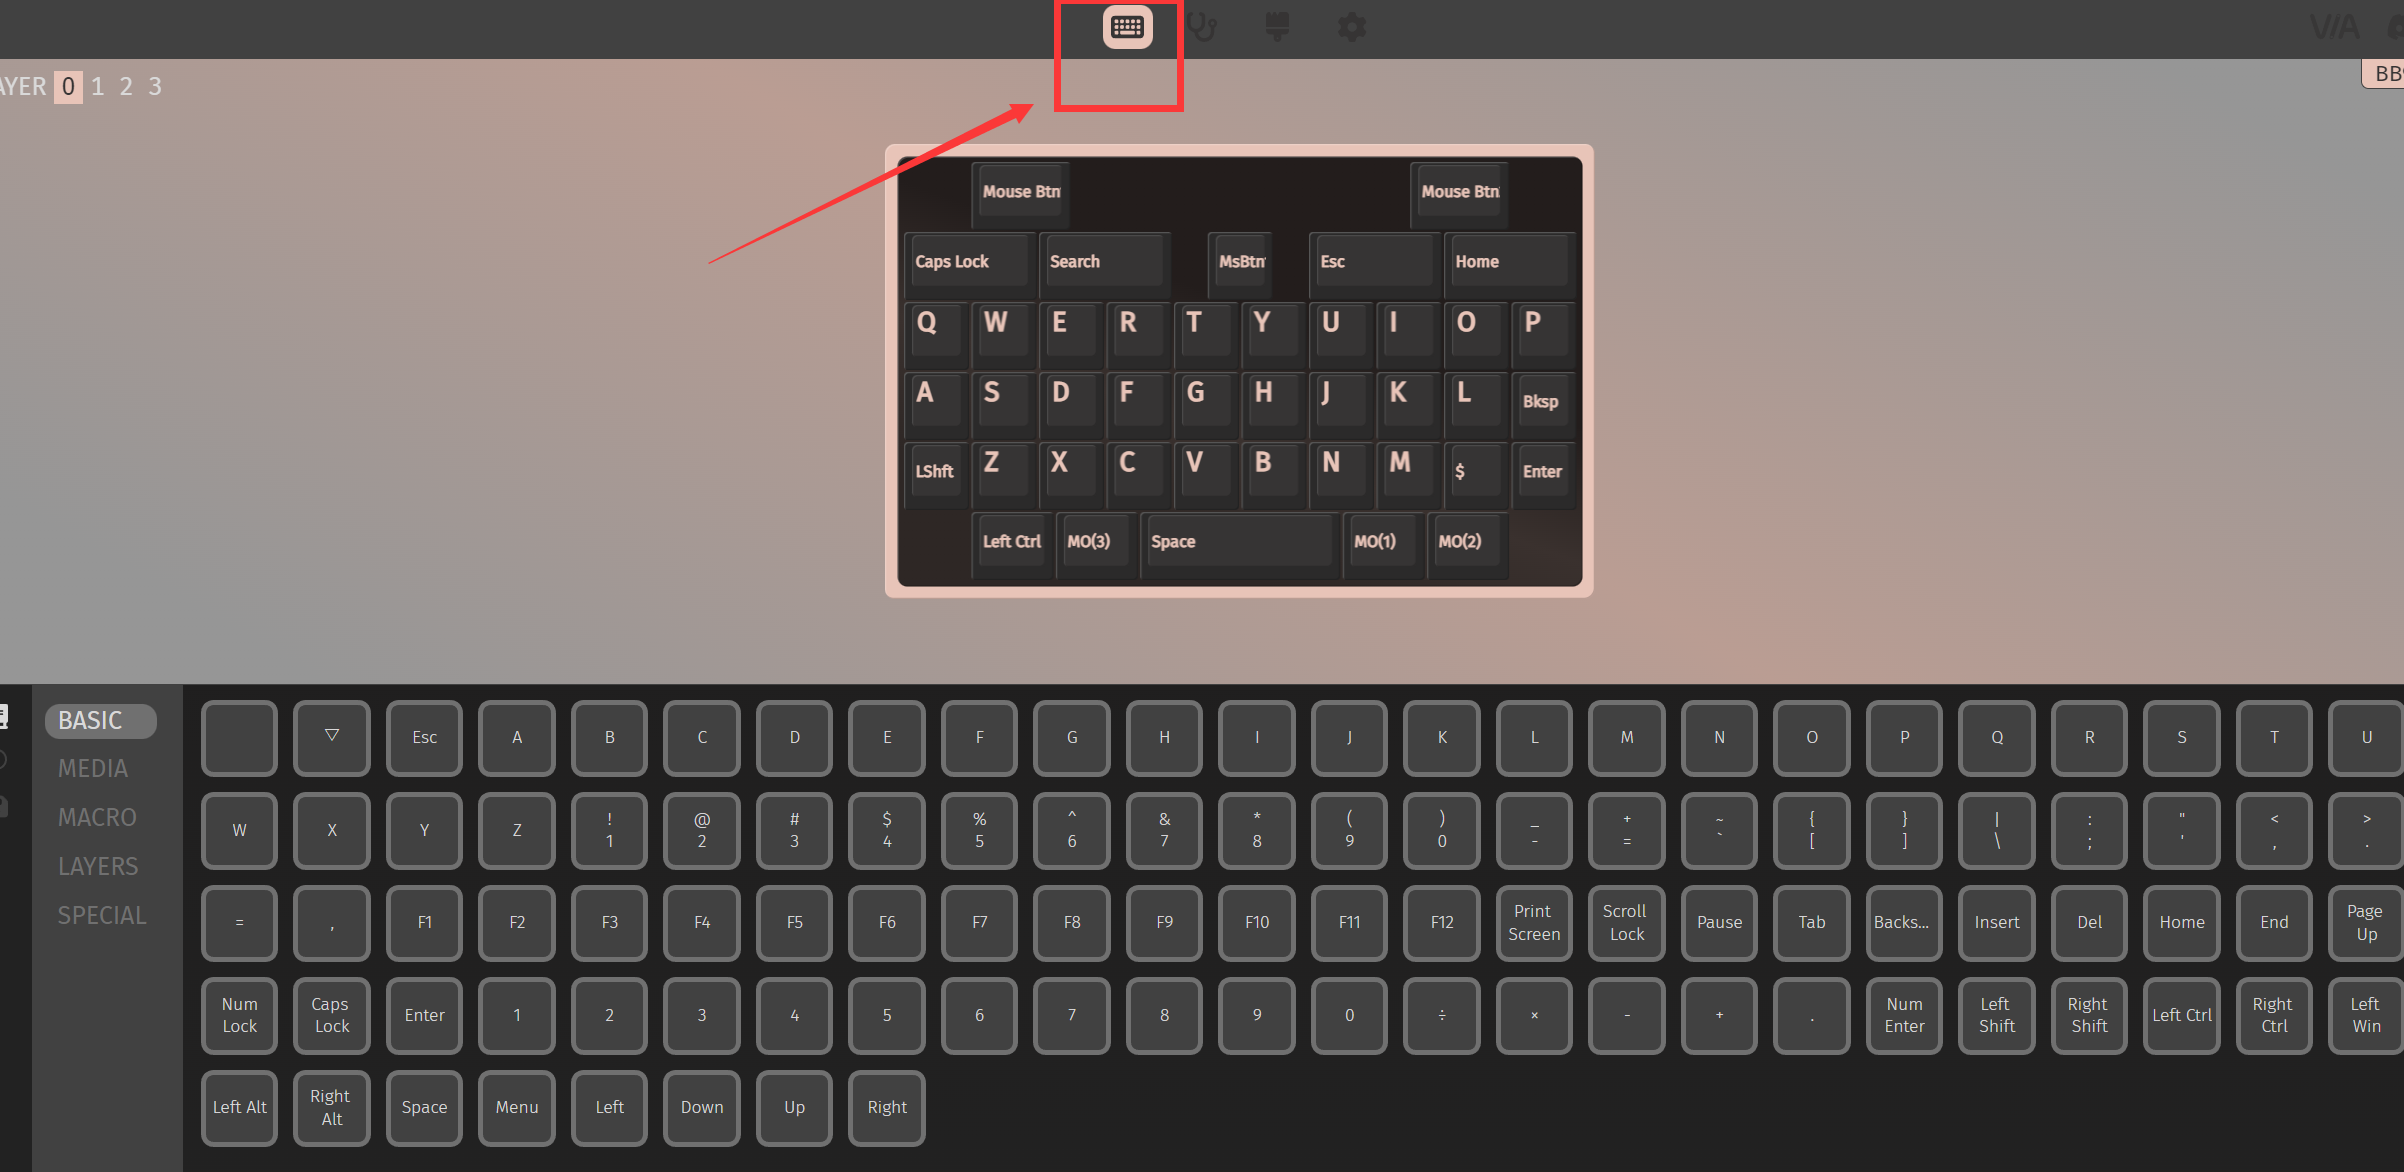 VIA
AYER 0 1 2 3
BB
Mouse Btn Mouse Btn
Caps Lock Search MsBtn Esc Home
Q W E R T Y U I O P
A S D F G H J K L Bksp
LShft Z X C V B N M $ Enter
Left Ctrl MO(3) Space MO(1) MO(2)
BASIC
MEDIA
MACRO
LAYERS
SPECIAL
▽ Esc A B C D E F G H I J K L M N O P Q R S T U
W X Y Z ! 1 @ 2 # 3 $ 4 % 5 ^ 6 & 7 * 8 ( 9 ) 0 _ - + = ~ ` { [ } ] | \ : ; " ' < , > .
= , F1 F2 F3 F4 F5 F6 F7 F8 F9 F10 F11 F12 Print Screen Scroll Lock Pause Tab Backs... Insert Del Home End Page Up
Num Lock Caps Lock Enter 1 2 3 4 5 6 7 8 9 0 ÷ × - + . Num Enter Left Shift Right Shift Left Ctrl Right Ctrl Left Win
Left Alt Right Alt Space Menu Left Down Up Right